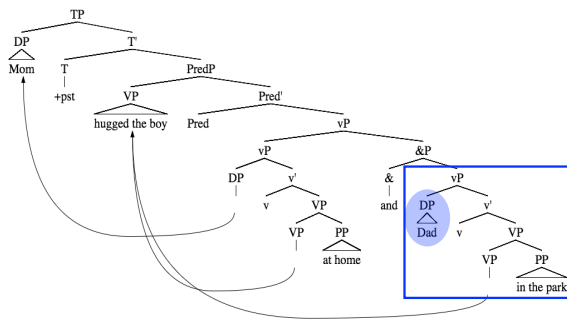 TP
DP T'
Mom T PredP
+pst VP Pred'
hugged the boy Pred vP
vP &P
DP v' & vP
and DP v'
v VP Dad v VP
VP PP VP PP
at home in the park